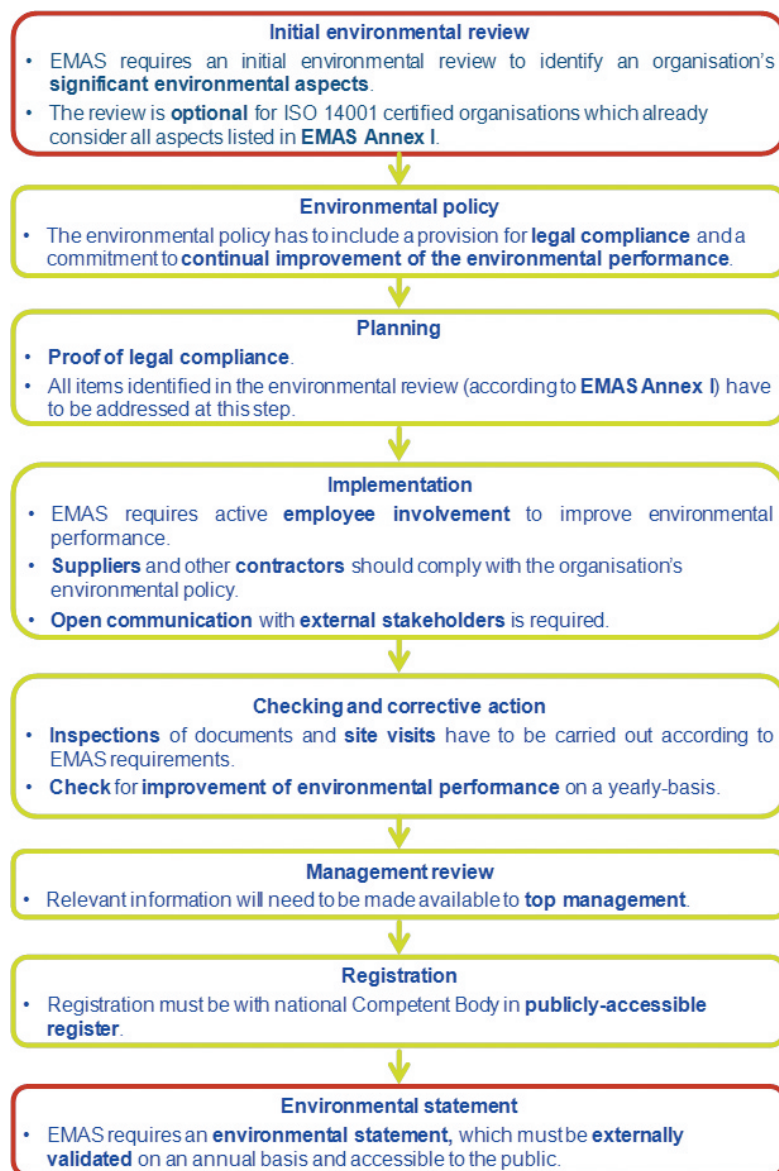 Initial environmental review
• EMAS requires an initial environmental review to identify an organisation's
significant environmental aspects.
• The review is optional for ISO 14001 certified organisations which already
consider all aspects listed in EMAS Annex I.
Environmental policy
• The environmental policy has to include a provision for legal compliance and a
commitment to continual improvement of the environmental performance.
Planning
• Proof of legal compliance.
• All items identified in the environmental review (according to EMAS Annex I) have
to be addressed at this step.
Implementation
• EMAS requires active employee involvement to improve environmental
performance.
• Suppliers and other contractors should comply with the organisation's
environmental policy.
• Open communication with external stakeholders is required.
Checking and corrective action
• Inspections of documents and site visits have to be carried out according to
EMAS requirements.
• Check for improvement of environmental performance on a yearly-basis.
Management review
• Relevant information will need to be made available to top management.
Registration
• Registration must be with national Competent Body in publicly-accessible
register.
Environmental statement
• EMAS requires an environmental statement, which must be externally
validated on an annual basis and accessible to the public.